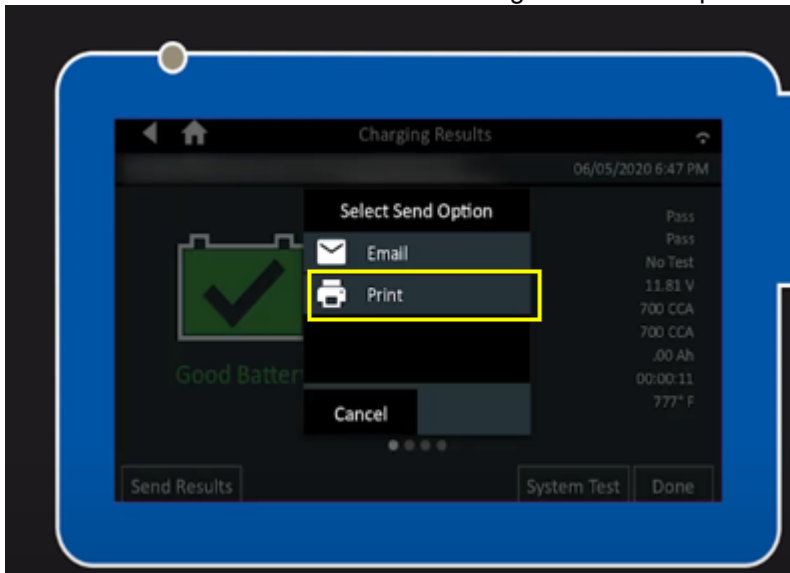 Charging Results
06/05/2020 6:47 PM
Select Send Option
Email
Print
Cancel
Pass
Pass
No Test
11.81 V
700 CCA
700 CCA
.00 Ah
00:00:11
777° F
Good Batter
Send Results
System Test
Done